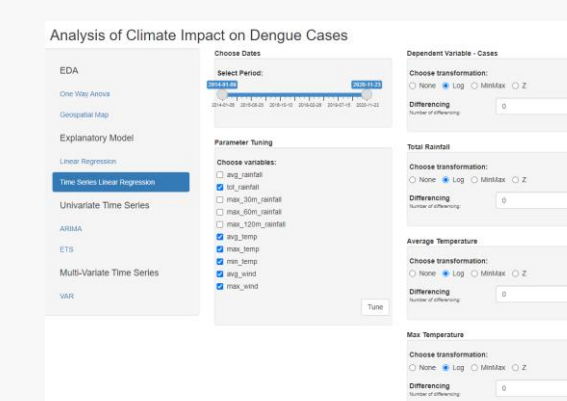 Analysis of Climate Impact on Dengue Cases
EDA
One Way Anova
Geospatial Map
Explanatory Model
Linear Regression
Time Series Linear Regression
Univariate Time Series
ARIMA
ETS
Multi-Variate Time Series
VAR
Choose Dates
Select Period:
2014-01-06 2020-11-23
Parameter Tuning
Choose variables:
avg_rainfall
tot_rainfall
max_30m_rainfall
max_60m_rainfall
max_120m_rainfall
avg_temp
max_temp
min_temp
avg_wind
max_wind
Tune
Dependent Variable - Cases
Choose transformation:
None Log MinMax Z
Differencing 0
Number of differencing
Total Rainfall
Choose transformation:
None Log MinMax Z
Differencing 0
Number of differencing
Average Temperature
Choose transformation:
None Log MinMax Z
Differencing 0
Number of differencing
Max Temperature
Choose transformation:
None Log MinMax Z
Differencing 0
Number of differencing